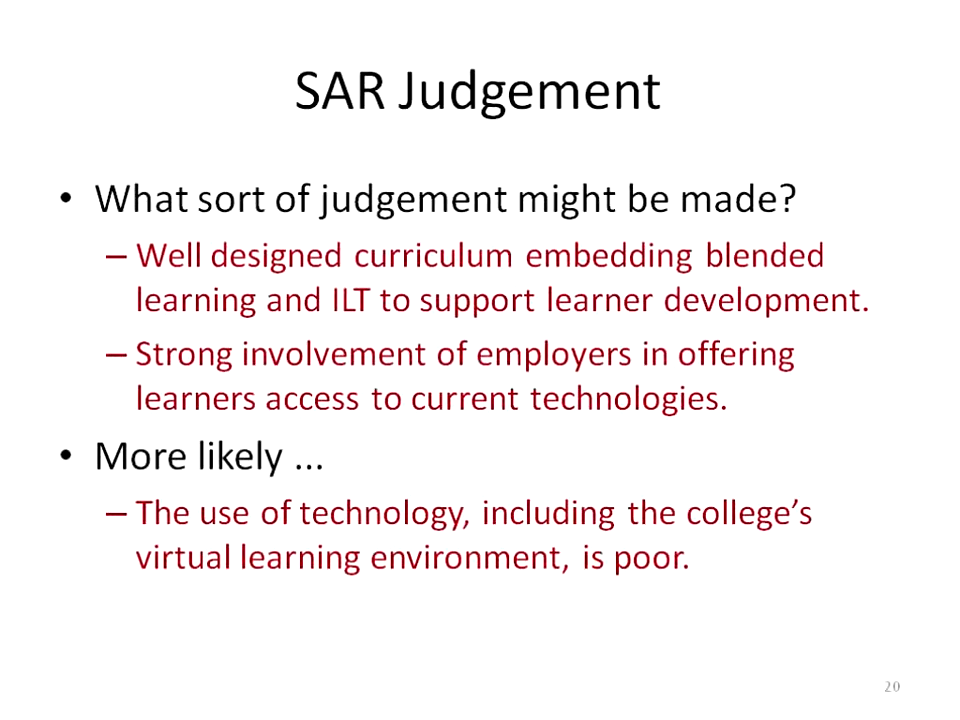 SAR Judgement
• What sort of judgement might be made?
– Well designed curriculum embedding blended
learning and ILT to support learner development.
– Strong involvement of employers in offering
learners access to current technologies.
• More likely ...
– The use of technology, including the college’s
virtual learning environment, is poor.
20